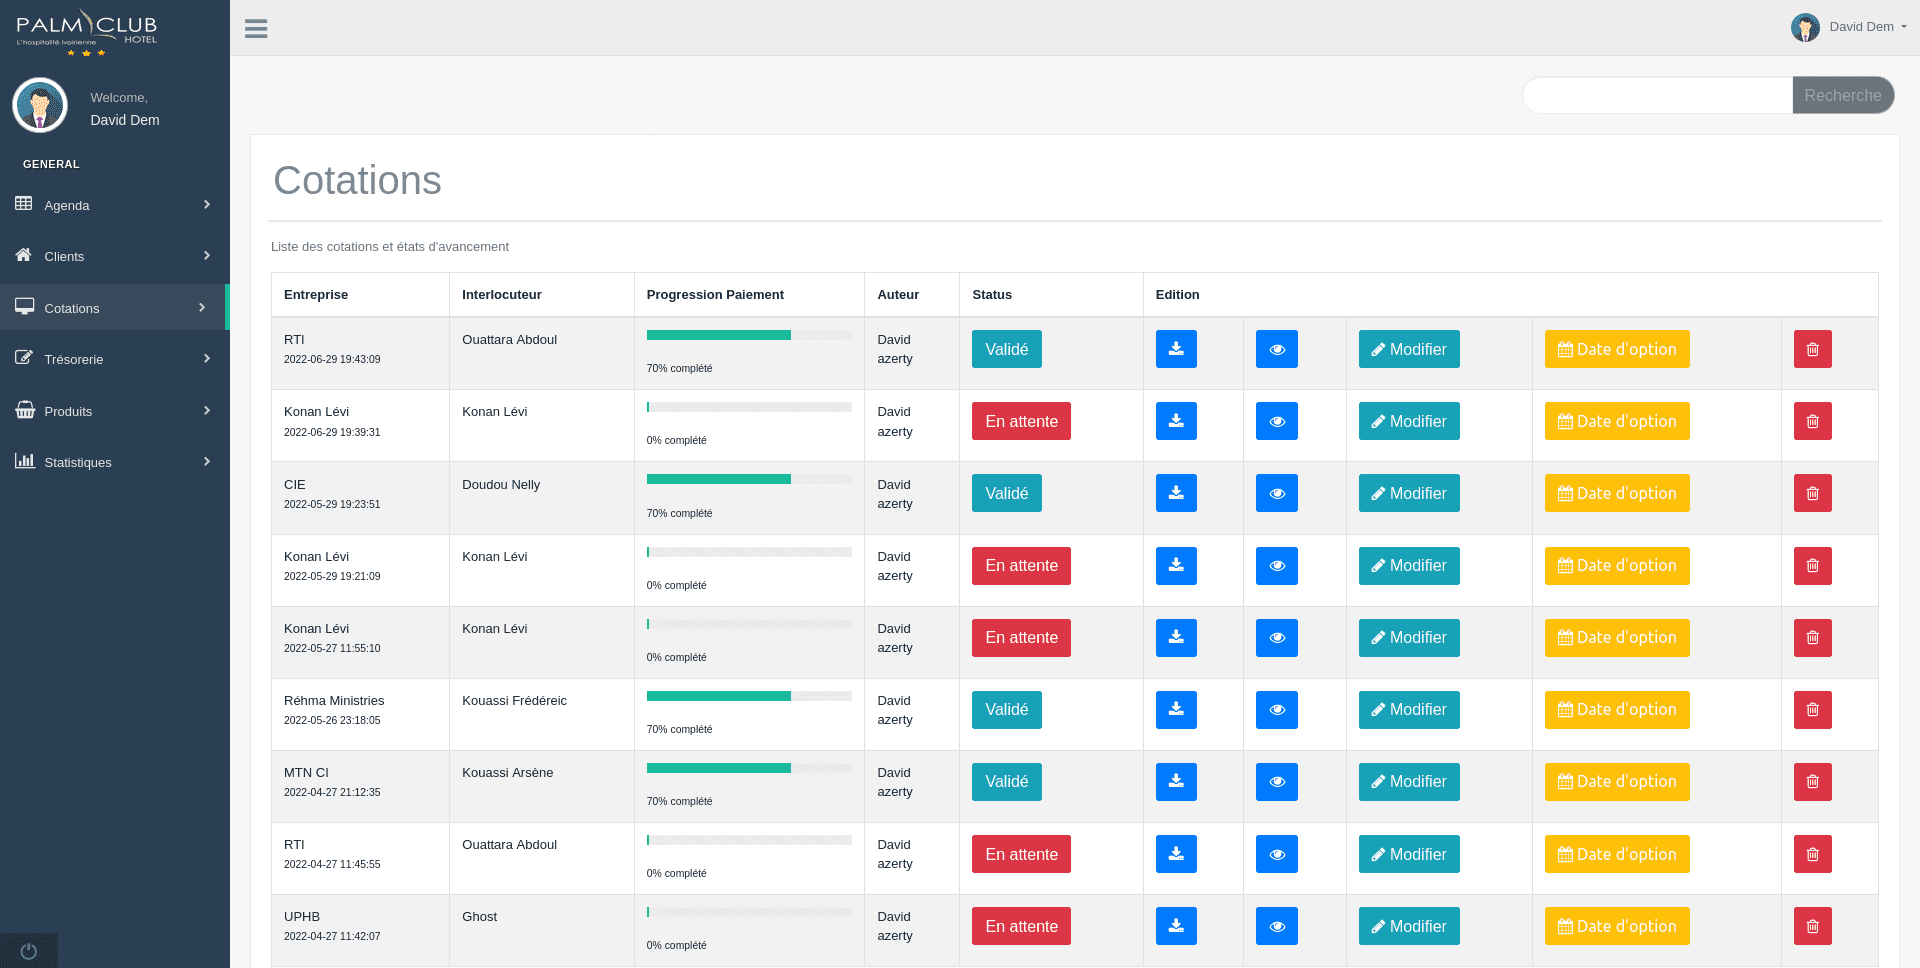 PALM CLUB
L'hospitalité ivoirienne HOTEL
David Dem
Welcome,
David Dem
GENERAL
Agenda
Clients
Cotations
Trésorerie
Produits
Statistiques
Recherche
Cotations
Liste des cotations et états d'avancement
Entreprise Interlocuteur Progression Paiement Auteur Status Edition
RTI Ouattara Abdoul David
2022-06-29 19:43:09 70% complété azerty Validé Modifier Date d'option
Konan Lévi Konan Lévi David
2022-06-29 19:39:31 0% complété azerty En attente Modifier Date d'option
CIE Doudou Nelly David
2022-05-29 19:23:51 70% complété azerty Validé Modifier Date d'option
Konan Lévi Konan Lévi David
2022-05-29 19:21:09 0% complété azerty En attente Modifier Date d'option
Konan Lévi Konan Lévi David
2022-05-27 11:55:10 0% complété azerty En attente Modifier Date d'option
Réhma Ministries Kouassi Frédéreic David
2022-05-26 23:18:05 70% complété azerty Validé Modifier Date d'option
MTN CI Kouassi Arsène David
2022-04-27 21:12:35 70% complété azerty Validé Modifier Date d'option
RTI Ouattara Abdoul David
2022-04-27 11:45:55 0% complété azerty En attente Modifier Date d'option
UPHB Ghost David
2022-04-27 11:42:07 0% complété azerty En attente Modifier Date d'option